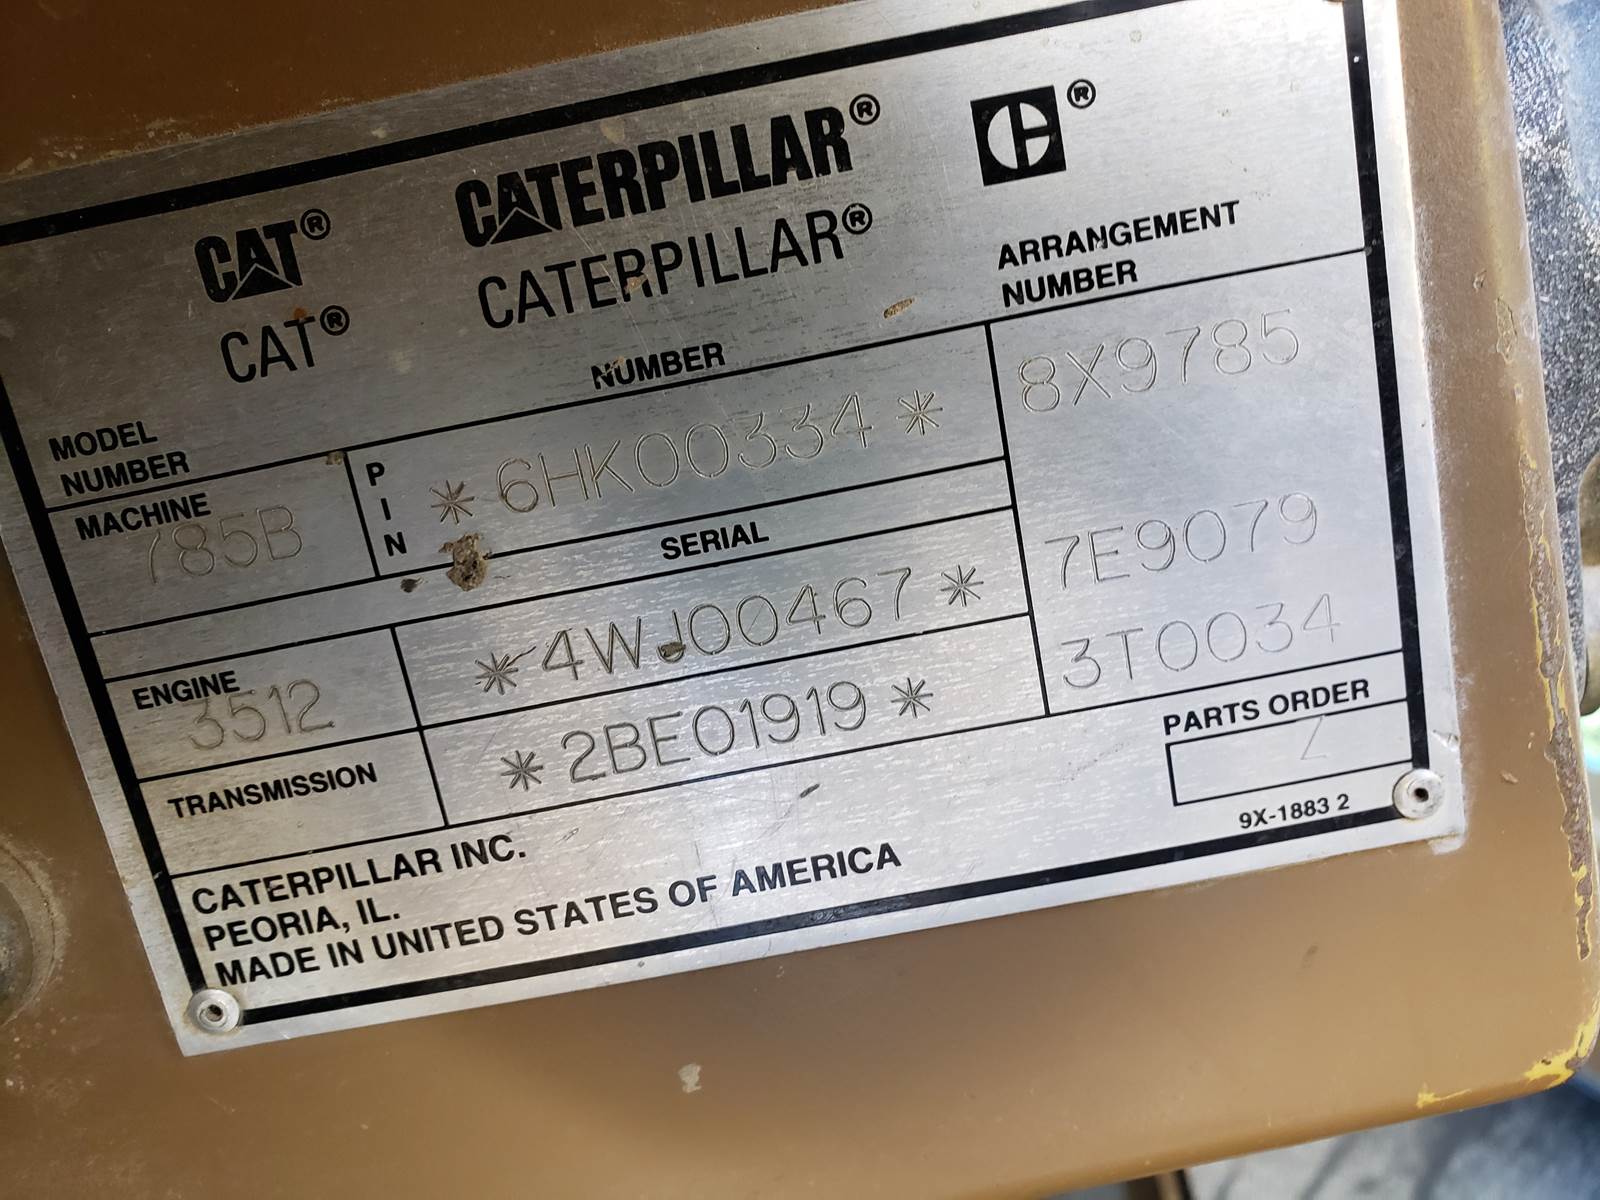 CAT® CATERPILLAR® ®
CAT® CATERPILLAR®
MODEL
NUMBER
NUMBER
ARRANGEMENT
NUMBER
MACHINE
785B
PIN
*6HK00334*
8X9785
SERIAL
ENGINE
3512
*4WJ00467*
7E9079
TRANSMISSION
*2BE01919*
3T0034
PARTS ORDER
9X-1883 2
CATERPILLAR INC.
PEORIA, IL.
MADE IN UNITED STATES OF AMERICA